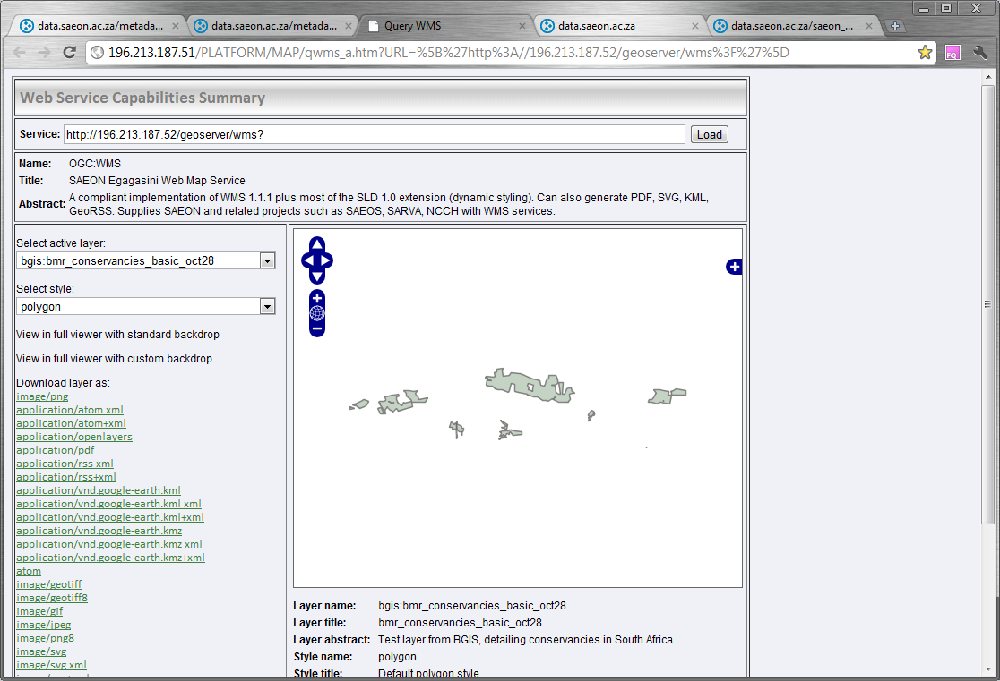 data.saeon.ac.za/metada...
data.saeon.ac.za/metada...
Query WMS
data.saeon.ac.za
data.saeon.ac.za/saeon_...
196.213.187.51/PLATFORM/MAP/qwms_a.htm?URL=%5B%27http%3A//196.213.187.52/geoserver/wms%3F%27%5D
FQ
Web Service Capabilities Summary
Service: http://196.213.187.52/geoserver/wms? Load
Name: OGC:WMS
Title: SAEON Egagasini Web Map Service
Abstract: A compliant implementation of WMS 1.1.1 plus most of the SLD 1.0 extension (dynamic styling). Can also generate PDF, SVG, KML,
GeoRSS. Supplies SAEON and related projects such as SAEOS, SARVA, NCCH with WMS services.
Select active layer:
bgis:bmr_conservancies_basic_oct28
Select style:
polygon
View in full viewer with standard backdrop
View in full viewer with custom backdrop
Download layer as:
image/png
application/atom xml
application/atom+xml
application/openlayers
application/pdf
application/rss xml
application/rss+xml
application/vnd.google-earth.kml
application/vnd.google-earth.kml xml
application/vnd.google-earth.kml+xml
application/vnd.google-earth.kmz
application/vnd.google-earth.kmz xml
application/vnd.google-earth.kmz+xml
atom
image/geotiff
image/geotiff8
image/gif
image/jpeg
image/png8
image/svg
image/svg xml
Layer name: bgis:bmr_conservancies_basic_oct28
Layer title: bmr_conservancies_basic_oct28
Layer abstract: Test layer from BGIS, detailing conservancies in South Africa
Style name: polygon
Style title: Default polygon style